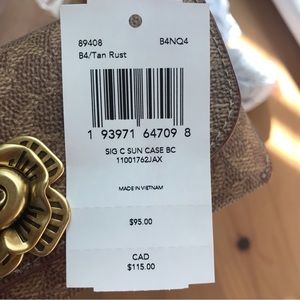 89408 B4NQ4
B4/Tan Rust
1 93971 64709 8
SIG C SUN CASE BC
11001762JAX
MADE IN VIETNAM
$95.00
CAD
$115.00